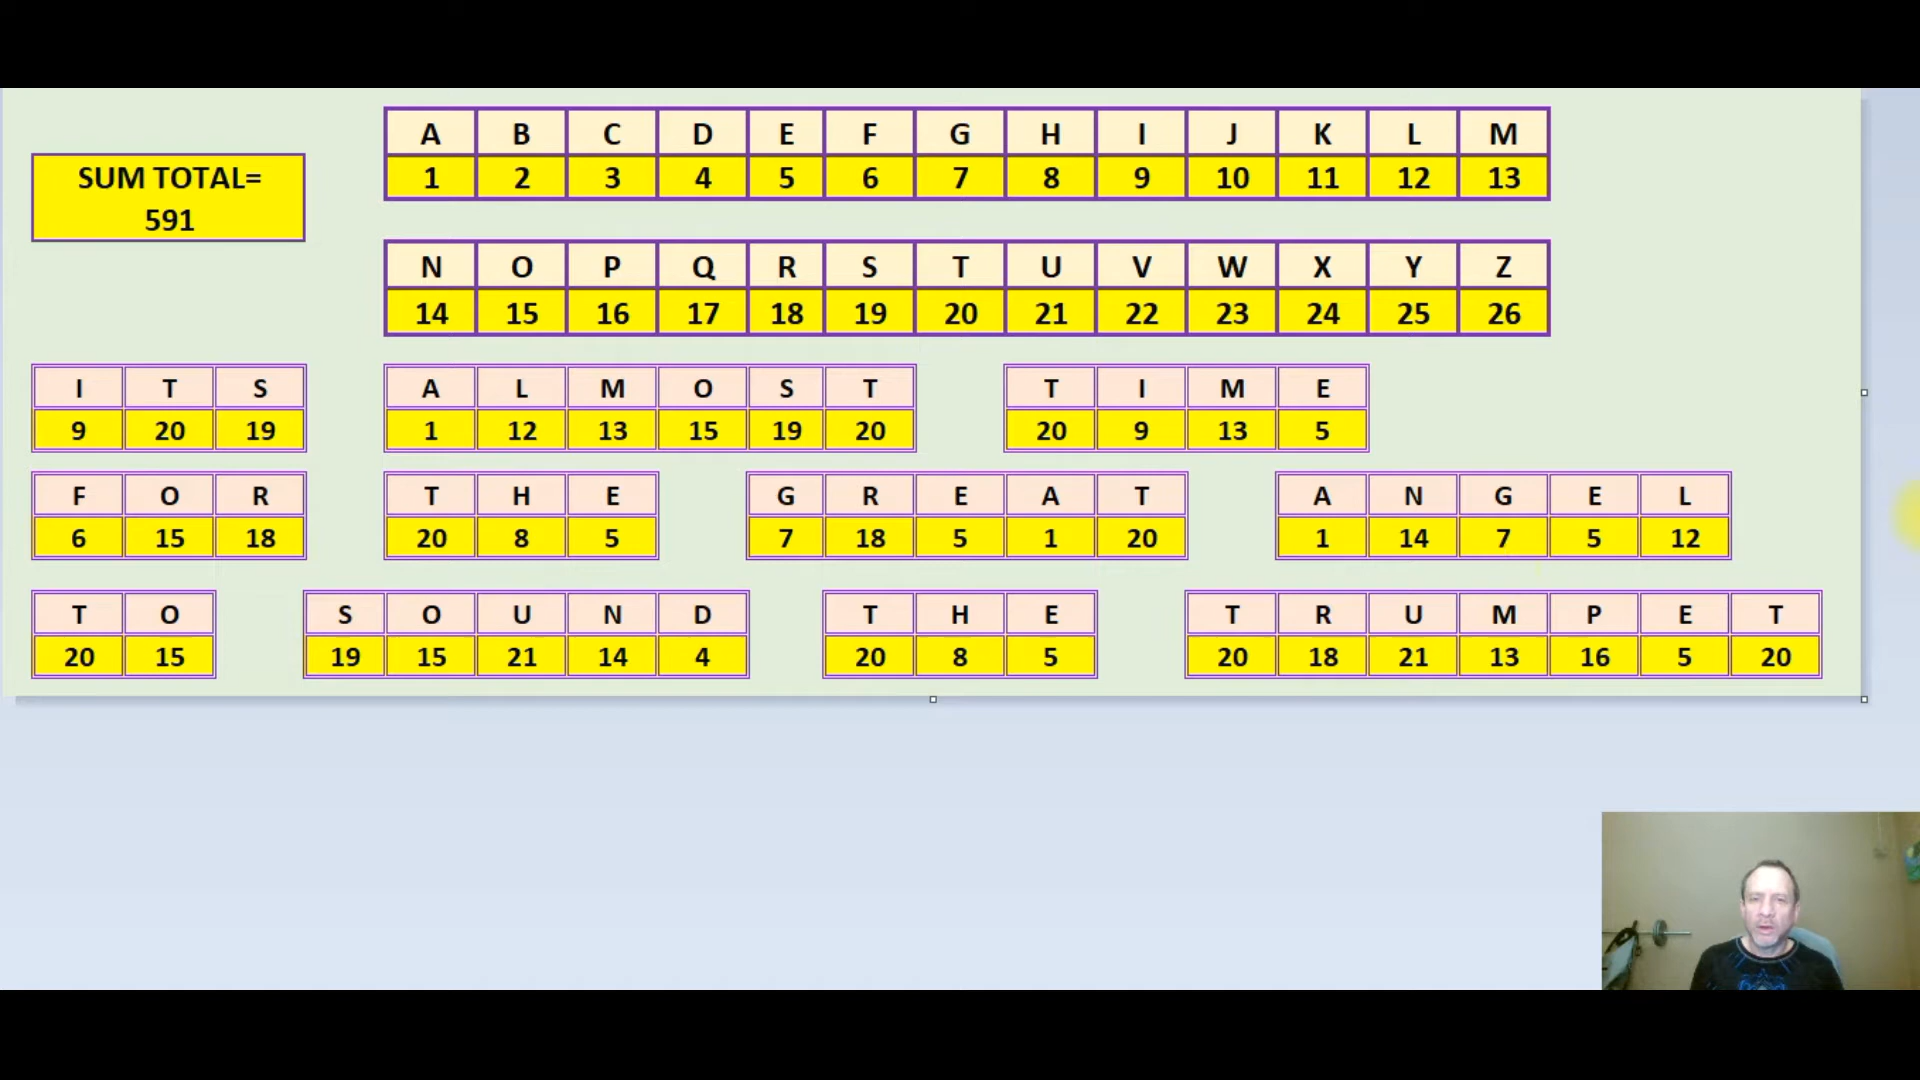 SUM TOTAL=
591
A B C D E F G H I J K L M
1 2 3 4 5 6 7 8 9 10 11 12 13
N O P Q R S T U V W X Y Z
14 15 16 17 18 19 20 21 22 23 24 25 26
I T S A L M O S T T I M E
9 20 19 1 12 13 15 19 20 20 9 13 5
F O R T H E G R E A T A N G E L
6 15 18 20 8 5 7 18 5 1 20 1 14 7 5 12
T O S O U N D T H E T R U M P E T
20 15 19 15 21 14 4 20 8 5 20 18 21 13 16 5 20